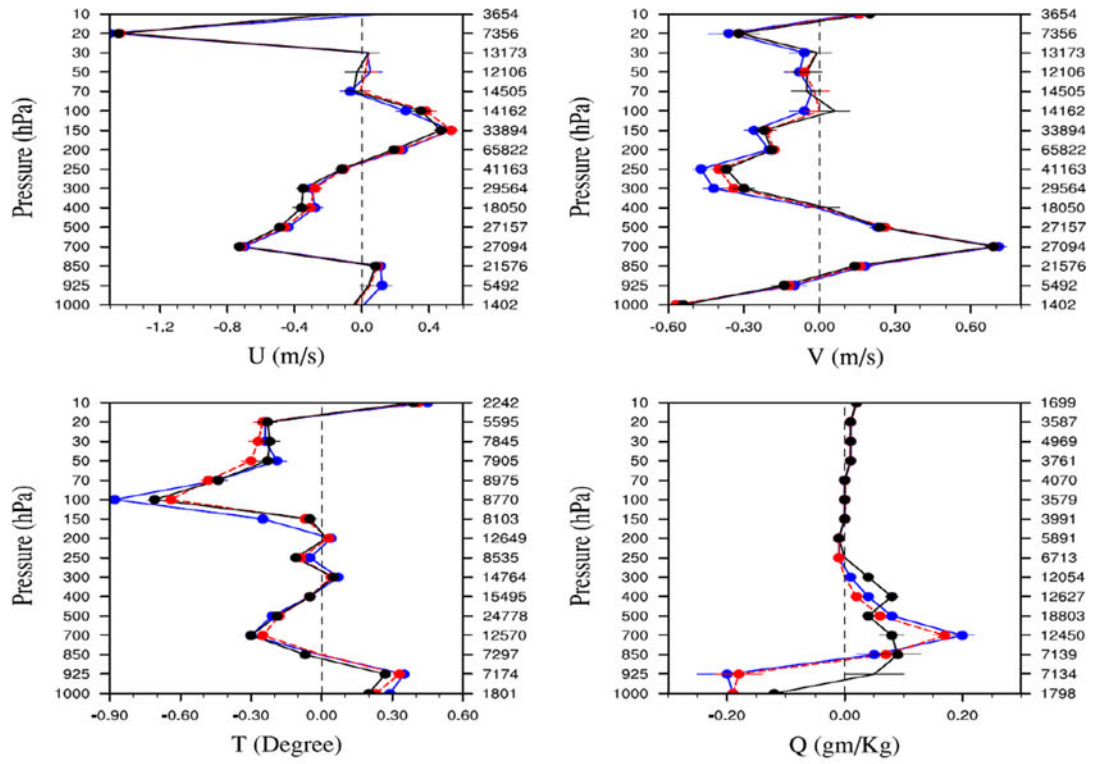 10 3654 10 3654
20 7356 20 7356
30 13173 30 13173
50 12106 50 12106
70 14505 70 14505
100 14162 100 14162
150 33894 150 33894
200 65822 200 65822
250 41163 250 41163
300 29564 300 29564
400 18050 400 18050
500 27157 500 27157
700 27094 700 27094
850 21576 850 21576
925 5492 925 5492
1000 1402 1000 1402
Pressure (hPa) Pressure (hPa)
-1.2 -0.8 -0.4 0.0 0.4 -0.60 -0.30 0.00 0.30 0.60
U (m/s) V (m/s)
10 2242 10 1699
20 5595 20 3587
30 7845 30 4969
50 7905 50 3761
70 8975 70 4070
100 8770 100 3579
150 8103 150 3991
200 12649 200 5891
250 8535 250 6713
300 14764 300 12054
400 15495 400 12627
500 24778 500 18803
700 12570 700 12450
850 7297 850 7139
925 7174 925 7134
1000 1801 1000 1798
Pressure (hPa) Pressure (hPa)
-0.90 -0.60 -0.30 0.00 0.30 0.60 -0.20 0.00 0.20
T (Degree) Q (gm/Kg)